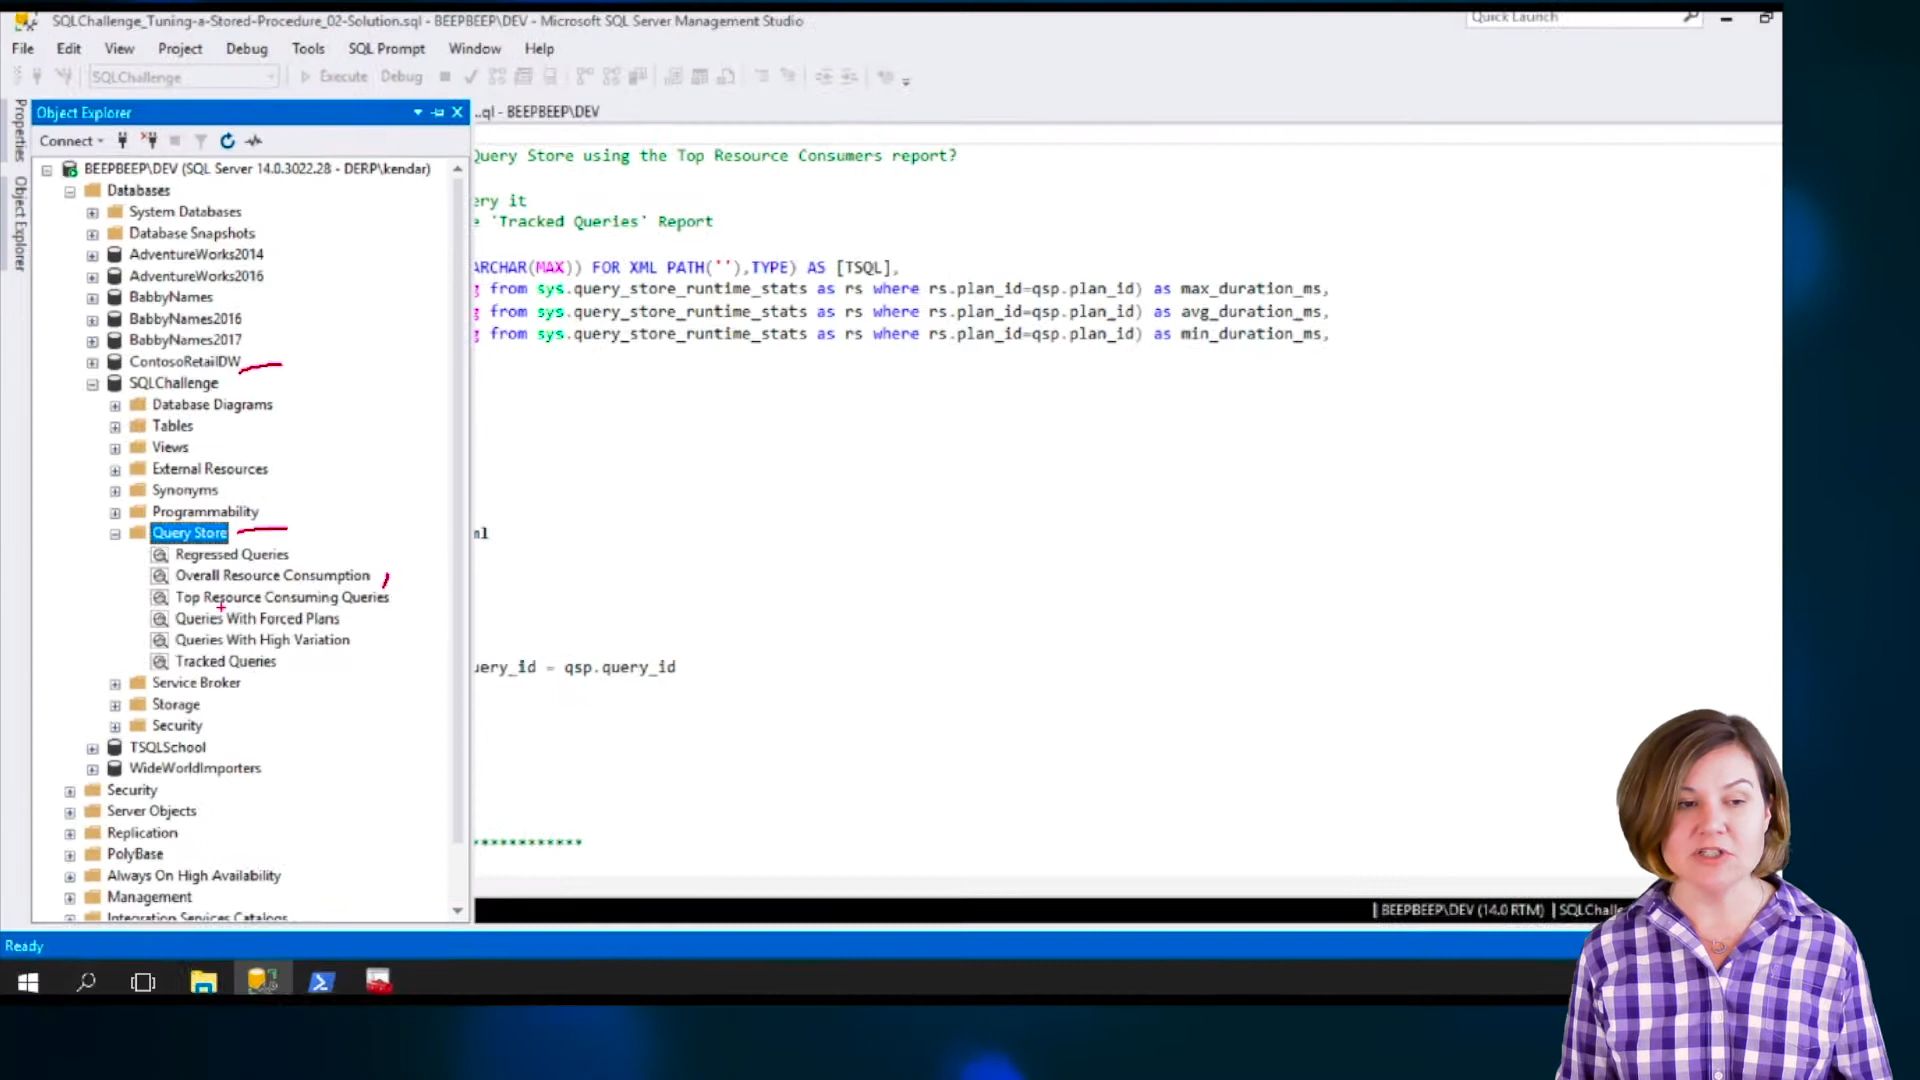 SQLChallenge_Tuning-a-Stored-Procedure_02-Solution.sql - BEEPBEEP\DEV - Microsoft SQL Server Management Studio
Quick Launch
File Edit View Project Debug Tools SQL Prompt Window Help
SQLChallenge Execute Debug
Properties
Object Explorer
Object Explorer
..ql - BEEPBEEP\DEV
Connect
BEEPBEEP\DEV (SQL Server 14.0.3022.28 - DERP\kendar)
Databases
System Databases
Database Snapshots
AdventureWorks2014
AdventureWorks2016
BabbyNames
BabbyNames2016
BabbyNames2017
ContosoRetailDW
SQLChallenge
Database Diagrams
Tables
Views
External Resources
Synonyms
Programmability
Query Store
Regressed Queries
Overall Resource Consumption
Top Resource Consuming Queries
Queries With Forced Plans
Queries With High Variation
Tracked Queries
Service Broker
Storage
Security
TSQLSchool
WideWorldImporters
Security
Server Objects
Replication
PolyBase
Always On High Availability
Management
Integration Services Catalogs
Query Store using the Top Resource Consumers report?
ery it
'Tracked Queries' Report
ARCHAR(MAX)) FOR XML PATH(''),TYPE) AS [TSQL],
g from sys.query_store_runtime_stats as rs where rs.plan_id=qsp.plan_id) as max_duration_ms,
g from sys.query_store_runtime_stats as rs where rs.plan_id=qsp.plan_id) as avg_duration_ms,
g from sys.query_store_runtime_stats as rs where rs.plan_id=qsp.plan_id) as min_duration_ms,
ml
uery_id = qsp.query_id
************
BEEPBEEP\DEV (14.0 RTM) SQLChalle
Ready